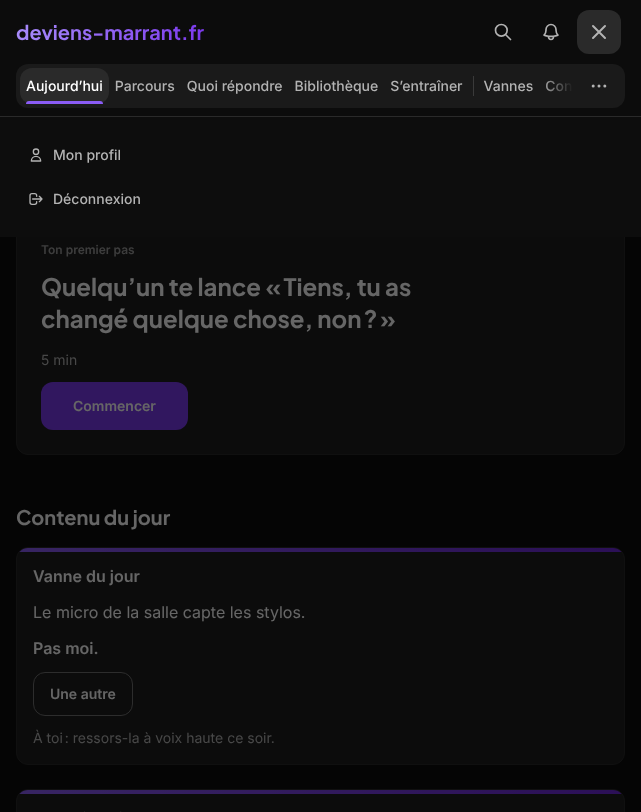 deviens-marrant.fr
Aujourd’hui Parcours Quoi répondre Bibliothèque S’entraîner Vannes Con
Mon profil
Déconnexion
Ton premier pas
Quelqu’un te lance « Tiens, tu as
changé quelque chose, non ? »
5 min
Commencer
Contenu du jour
Vanne du jour
Le micro de la salle capte les stylos.
Pas moi.
Une autre
À toi : ressors-la à voix haute ce soir.